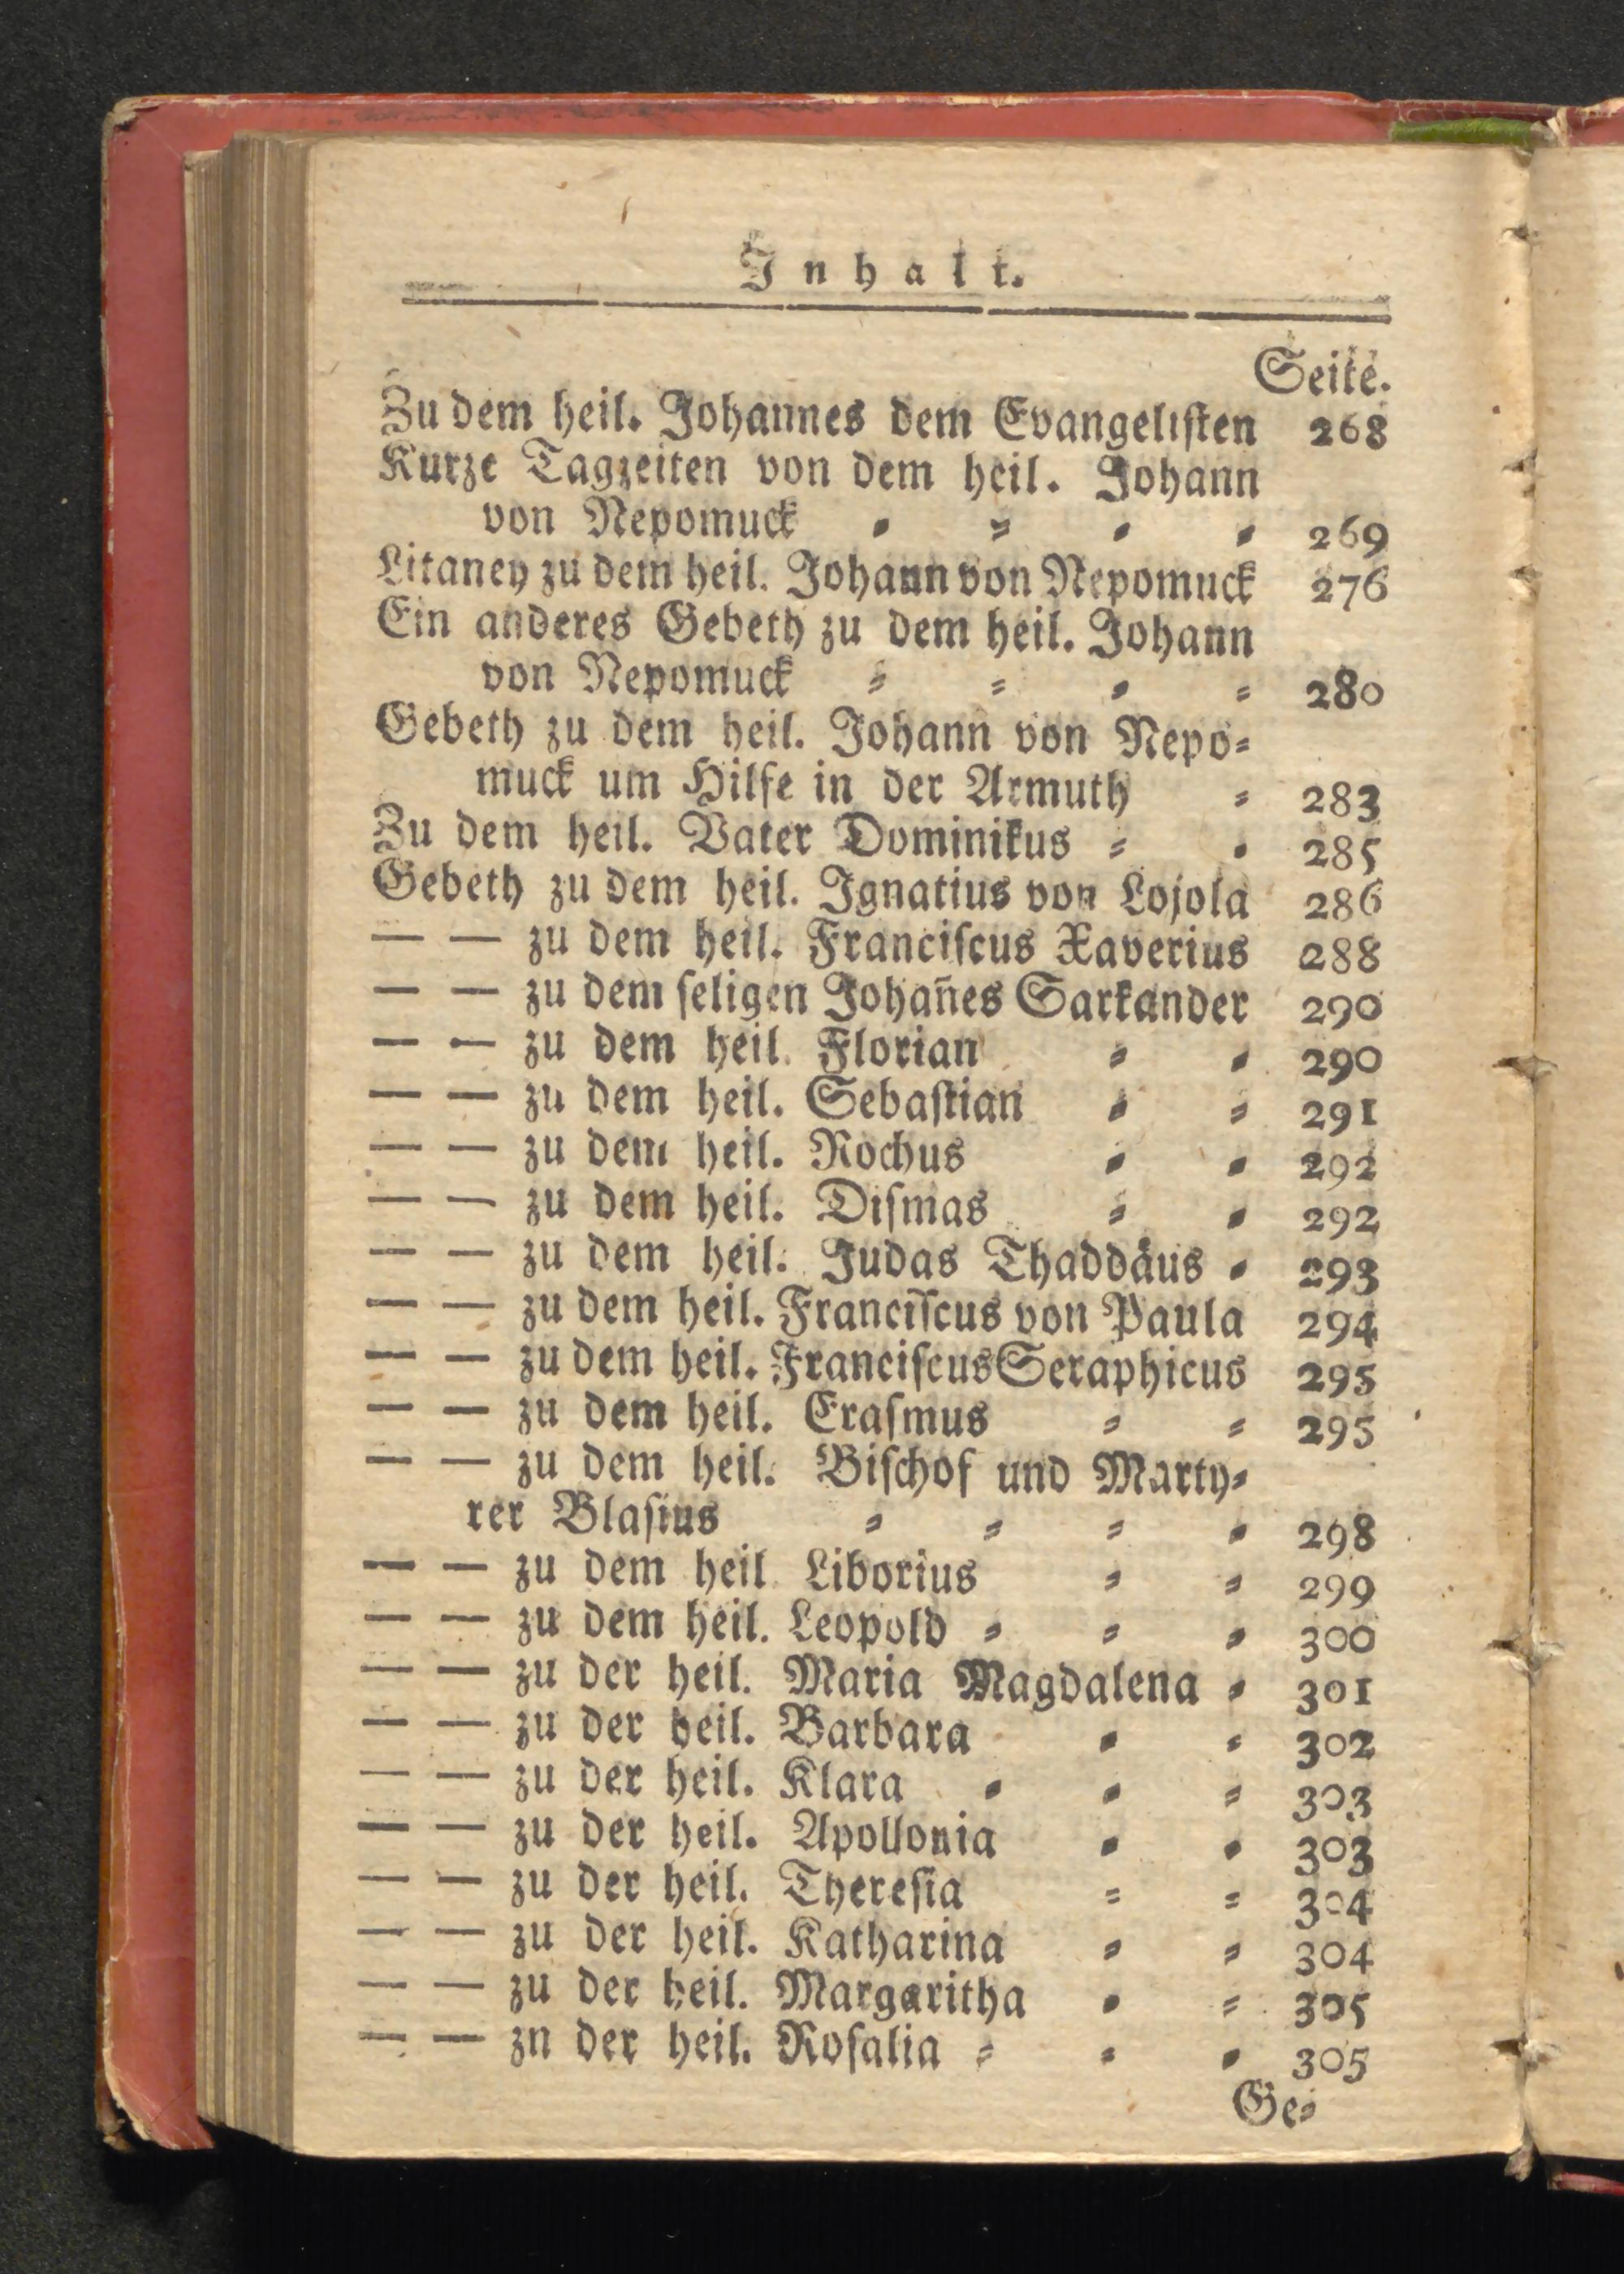 Inhalt.
Seite.
Zu dem heil. Johannes dem Evangelisten 268
Kurze Tagzeiten von dem heil. Johann
von Nepomuck = = = = 269
Litaney zu dem heil. Johann von Nepomuck 276
Ein anderes Gebeth zu dem heil. Johann
von Nepomuck = = = = 280
Gebeth zu dem heil. Johann von Nepo=
muck um Hilfe in der Armuth = 283
Zu dem heil. Vater Dominikus = = 285
Gebeth zu dem heil. Ignatius von Lojola 286
— — zu dem heil. Franciſcus Xaverius 288
— — zu dem ſeligen Johañes Sarkander 290
— — zu dem heil. Florian = = 290
— — zu dem heil. Sebaſtian = = 291
— — zu dem heil. Rochus = = 292
— — zu dem heil. Diſmas = = 292
— — zu dem heil. Judas Thaddäus = 293
— — zu dem heil. Franciſcus von Paula 294
— — zu dem heil. Franciſcus Seraphicus 295
— — zu dem heil. Eraſmus = = 295
— — zu dem heil. Biſchof und Marty=
rer Blaſius = = = = 298
— — zu dem heil Liborius = = 299
— — zu dem heil. Leopold = = = 300
— — zu der heil. Maria Magdalena = 301
— — zu der heil. Barbara = = 302
— — zu der heil. Klara = = = 303
— — zu der heil. Apollonia = = 303
— — zu der heil. Thereſia = = 304
— — zu der heil. Katharina = = 304
— — zu der heil. Margaritha = = 305
— — zn der heil. Roſalia = = = 305
Ge=